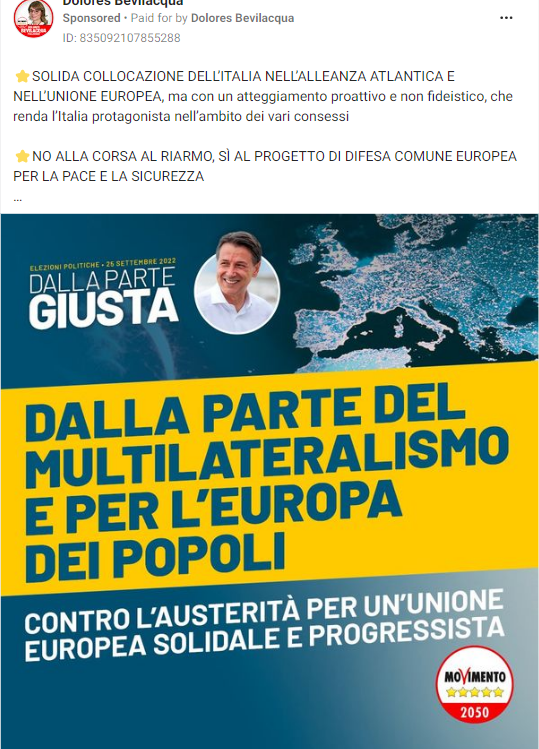 Dolores Bevilacqua
Sponsored • Paid for by Dolores Bevilacqua
ID: 835092107855288
⭐SOLIDA COLLOCAZIONE DELL'ITALIA NELL'ALLEANZA ATLANTICA E
NELL'UNIONE EUROPEA, ma con un atteggiamento proattivo e non fideistico, che
renda l'Italia protagonista nell'ambito dei vari consessi
⭐NO ALLA CORSA AL RIARMO, SÌ AL PROGETTO DI DIFESA COMUNE EUROPEA
PER LA PACE E LA SICUREZZA
...
ELEZIONI POLITICHE • 25 SETTEMBRE 2022
DALLA PARTE
GIUSTA
DALLA PARTE DEL
MULTILATERALISMO
E PER L'EUROPA
DEI POPOLI
CONTRO L'AUSTERITÀ PER UN'UNIONE
EUROPEA SOLIDALE E PROGRESSISTA
MOVIMENTO
2050